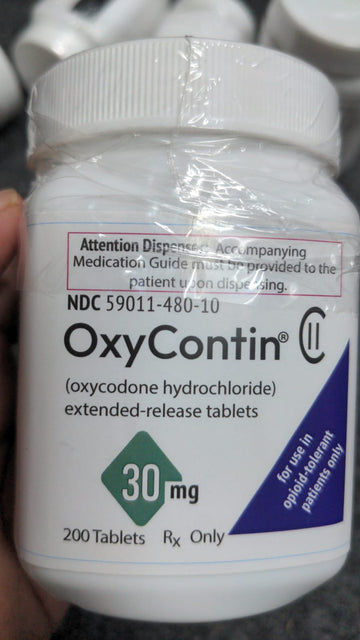 Attention Dispenser: Accompanying
Medication Guide must be provided to the
patient upon dispensing.
NDC 59011-480-10
OxyContin® CII
(oxycodone hydrochloride)
extended-release tablets
30 mg
for use in
opioid-tolerant
patients only
200 Tablets Rx Only